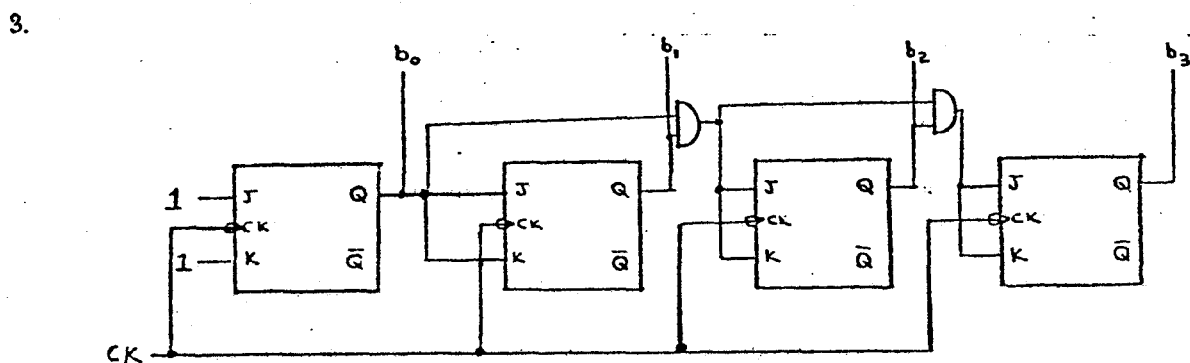 3.
b₀ b₁ b₂ b₃
1 J Q J Q J Q J Q
CK CK CK CK
1 K Q̅ K Q̅ K Q̅ K Q̅
CK